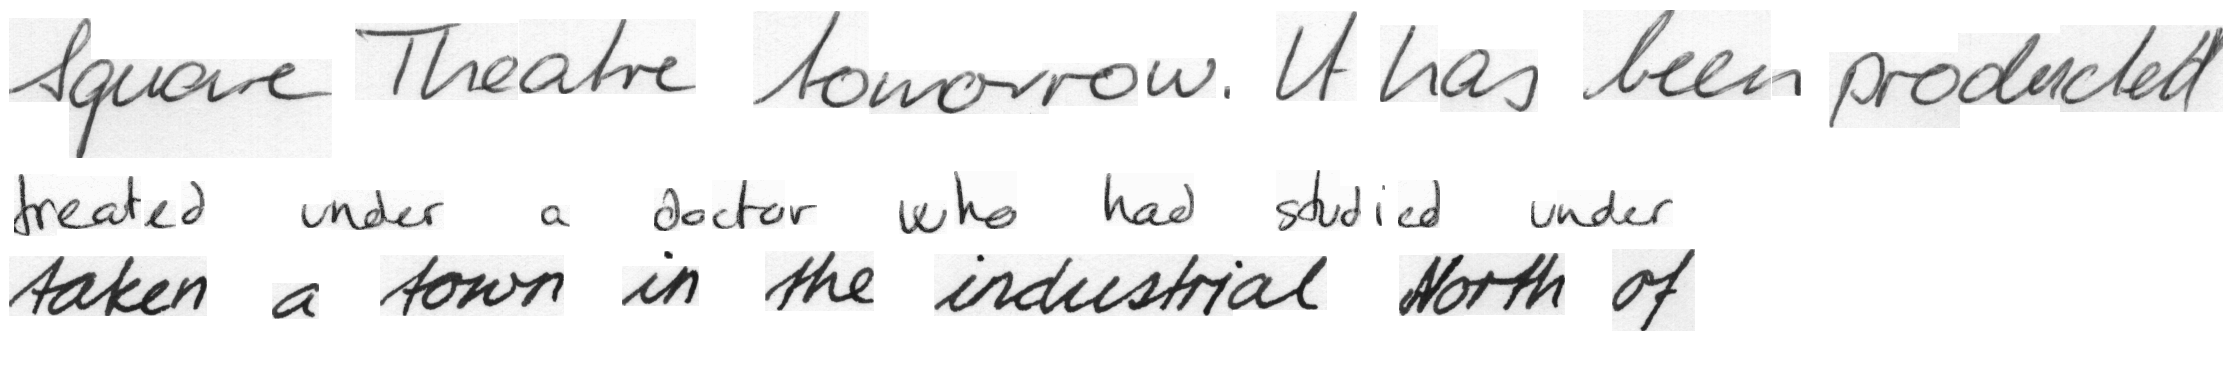 Square Theatre tomorrow. It has been producted
treated under a doctor who had studied under
taken a town in the industrial North of